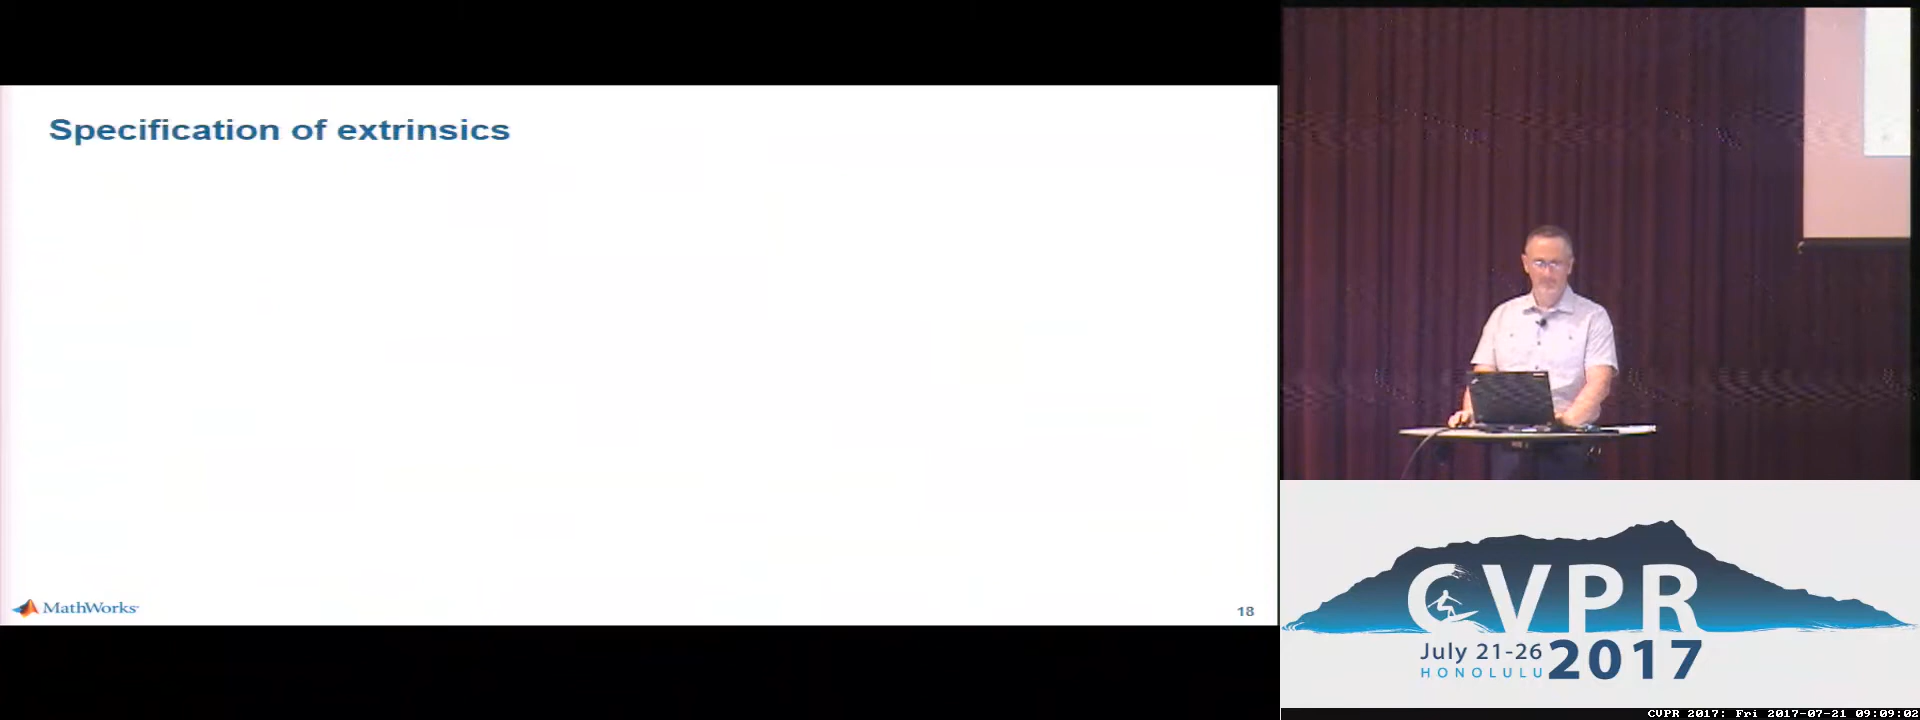 Specification of extrinsics
MathWorks
18
CVPR
July 21-26
HONOLULU
2017
CVPR 2017: Fri 2017-07-21 09:09:02